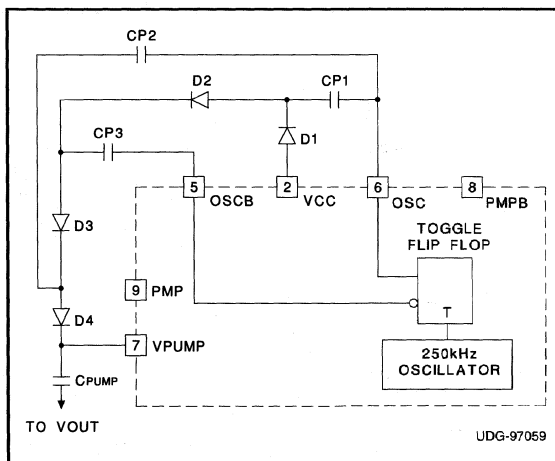 CP2
D2
CP1
D1
CP3
5
2
6
8
OSCB
VCC
OSC
PMPB
TOGGLE
FLIP FLOP
D3
9
PMP
T
D4
7
VPUMP
250kHz
OSCILLATOR
CPUMP
TO VOUT
UDG-97059